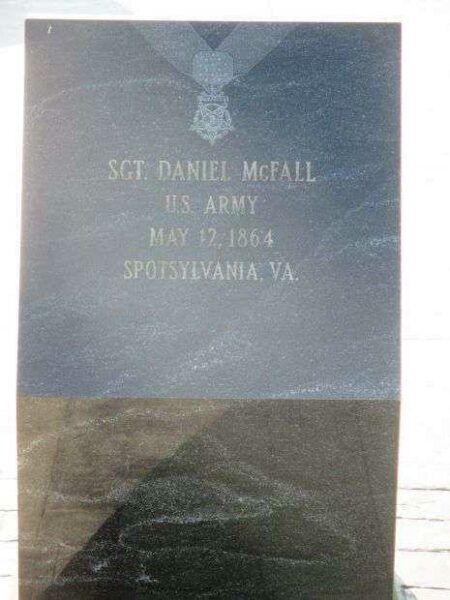 SGT. DANIEL McFALL
U.S. ARMY
MAY 12, 1864
SPOTSYLVANIA, VA.